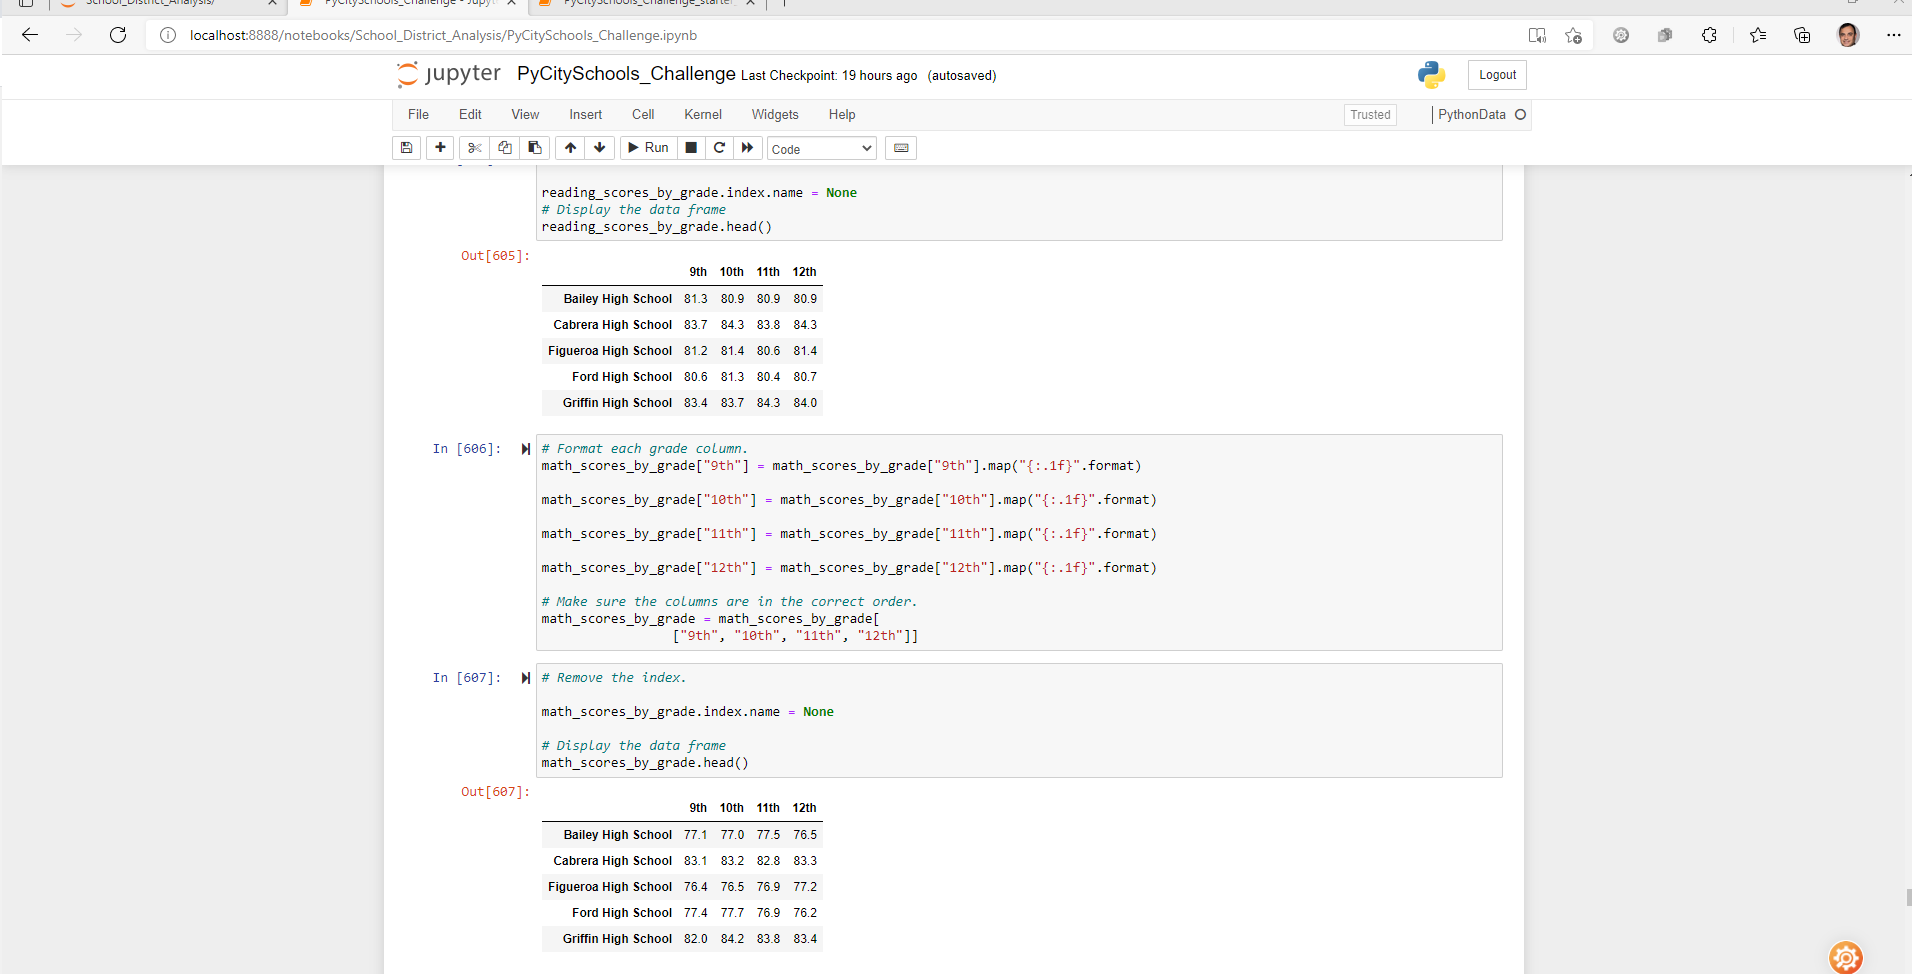 School_District_Analysis/
PyCitySchools_Challenge - Jupyt
PyCitySchools_Challenge_starter_
localhost:8888/notebooks/School_District_Analysis/PyCitySchools_Challenge.ipynb
jupyter PyCitySchools_Challenge Last Checkpoint: 19 hours ago (autosaved)
Logout
File Edit View Insert Cell Kernel Widgets Help
Trusted
PythonData
Run
Code
reading_scores_by_grade.index.name = None
# Display the data frame
reading_scores_by_grade.head()
Out[605]:
9th 10th 11th 12th
Bailey High School 81.3 80.9 80.9 80.9
Cabrera High School 83.7 84.3 83.8 84.3
Figueroa High School 81.2 81.4 80.6 81.4
Ford High School 80.6 81.3 80.4 80.7
Griffin High School 83.4 83.7 84.3 84.0
In [606]:
# Format each grade column.
math_scores_by_grade["9th"] = math_scores_by_grade["9th"].map("{:.1f}".format)
math_scores_by_grade["10th"] = math_scores_by_grade["10th"].map("{:.1f}".format)
math_scores_by_grade["11th"] = math_scores_by_grade["11th"].map("{:.1f}".format)
math_scores_by_grade["12th"] = math_scores_by_grade["12th"].map("{:.1f}".format)
# Make sure the columns are in the correct order.
math_scores_by_grade = math_scores_by_grade[
["9th", "10th", "11th", "12th"]]
In [607]:
# Remove the index.
math_scores_by_grade.index.name = None
# Display the data frame
math_scores_by_grade.head()
Out[607]:
9th 10th 11th 12th
Bailey High School 77.1 77.0 77.5 76.5
Cabrera High School 83.1 83.2 82.8 83.3
Figueroa High School 76.4 76.5 76.9 77.2
Ford High School 77.4 77.7 76.9 76.2
Griffin High School 82.0 84.2 83.8 83.4